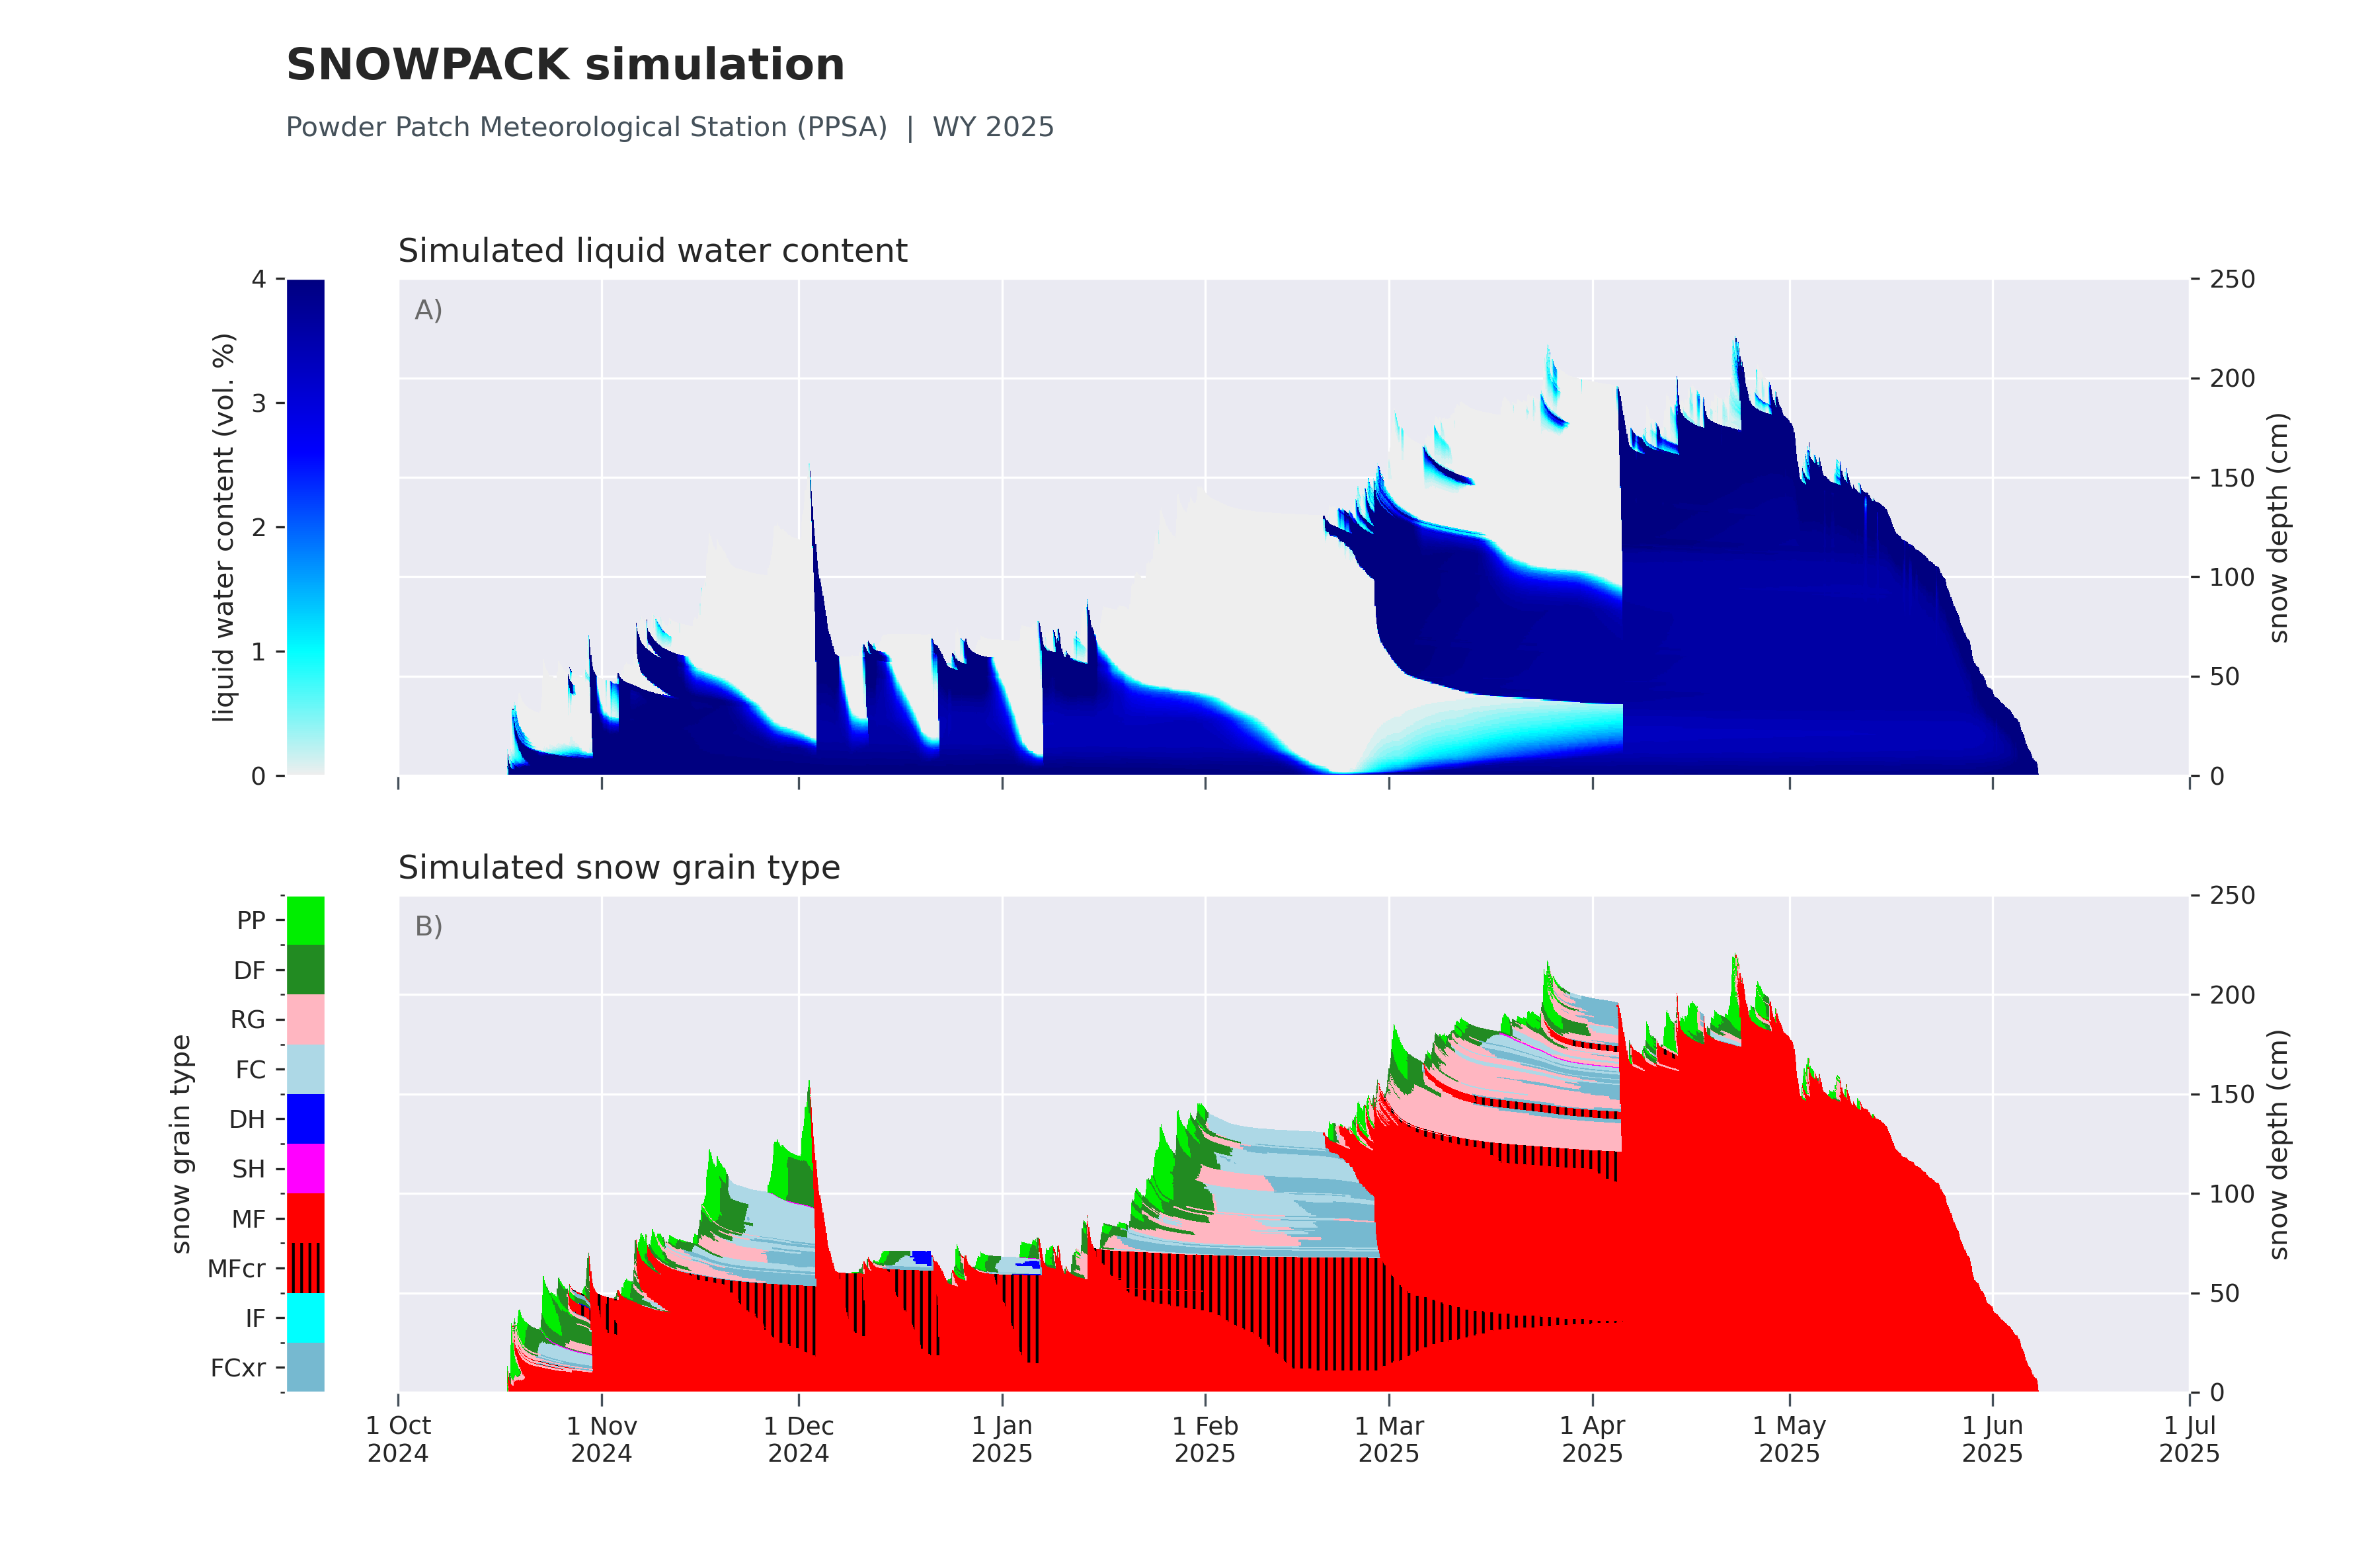 SNOWPACK simulation
Powder Patch Meteorological Station (PPSA) | WY 2025
Simulated liquid water content
A)
liquid water content (vol. %)
4
3
2
1
0
250
200
150
100
50
0
snow depth (cm)
Simulated snow grain type
B)
snow grain type
PP
DF
RG
FC
DH
SH
MF
MFcr
IF
FCxr
250
200
150
100
50
0
snow depth (cm)
1 Oct 2024
1 Nov 2024
1 Dec 2024
1 Jan 2025
1 Feb 2025
1 Mar 2025
1 Apr 2025
1 May 2025
1 Jun 2025
1 Jul 2025